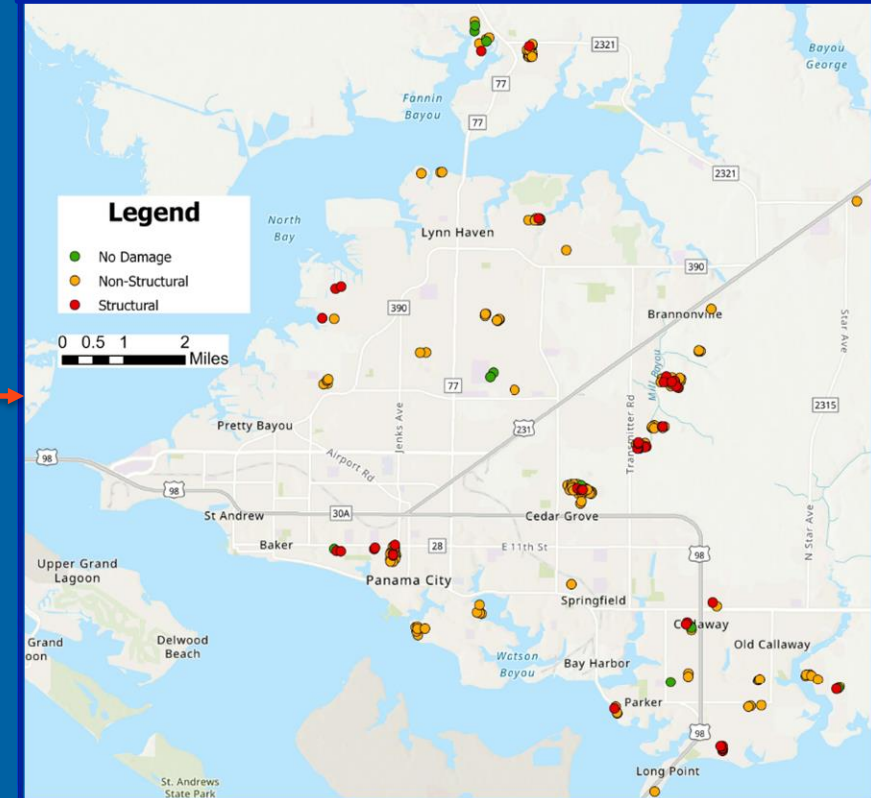 2321
Bayou
George
77
Fannin
Bayou
77
2321
Legend
No Damage
Non-Structural
Structural
0 0.5 1 2
Miles
North
Bay
Lynn Haven
390
390
Brannonville
Star Ave
Mill Bayou
77
2315
Jenks Ave
Pretty Bayou
231
Transmitter Rd
Airport Rd
98
98
St Andrew
30A
Cedar Grove
N Star Ave
Baker
28
E 11th St
98
Upper Grand
Lagoon
Panama City
Springfield
Grand
oon
Delwood
Beach
Callaway
Old Callaway
Watson
Bayou
Bay Harbor
Parker
98
Long Point
St. Andrews
State Park